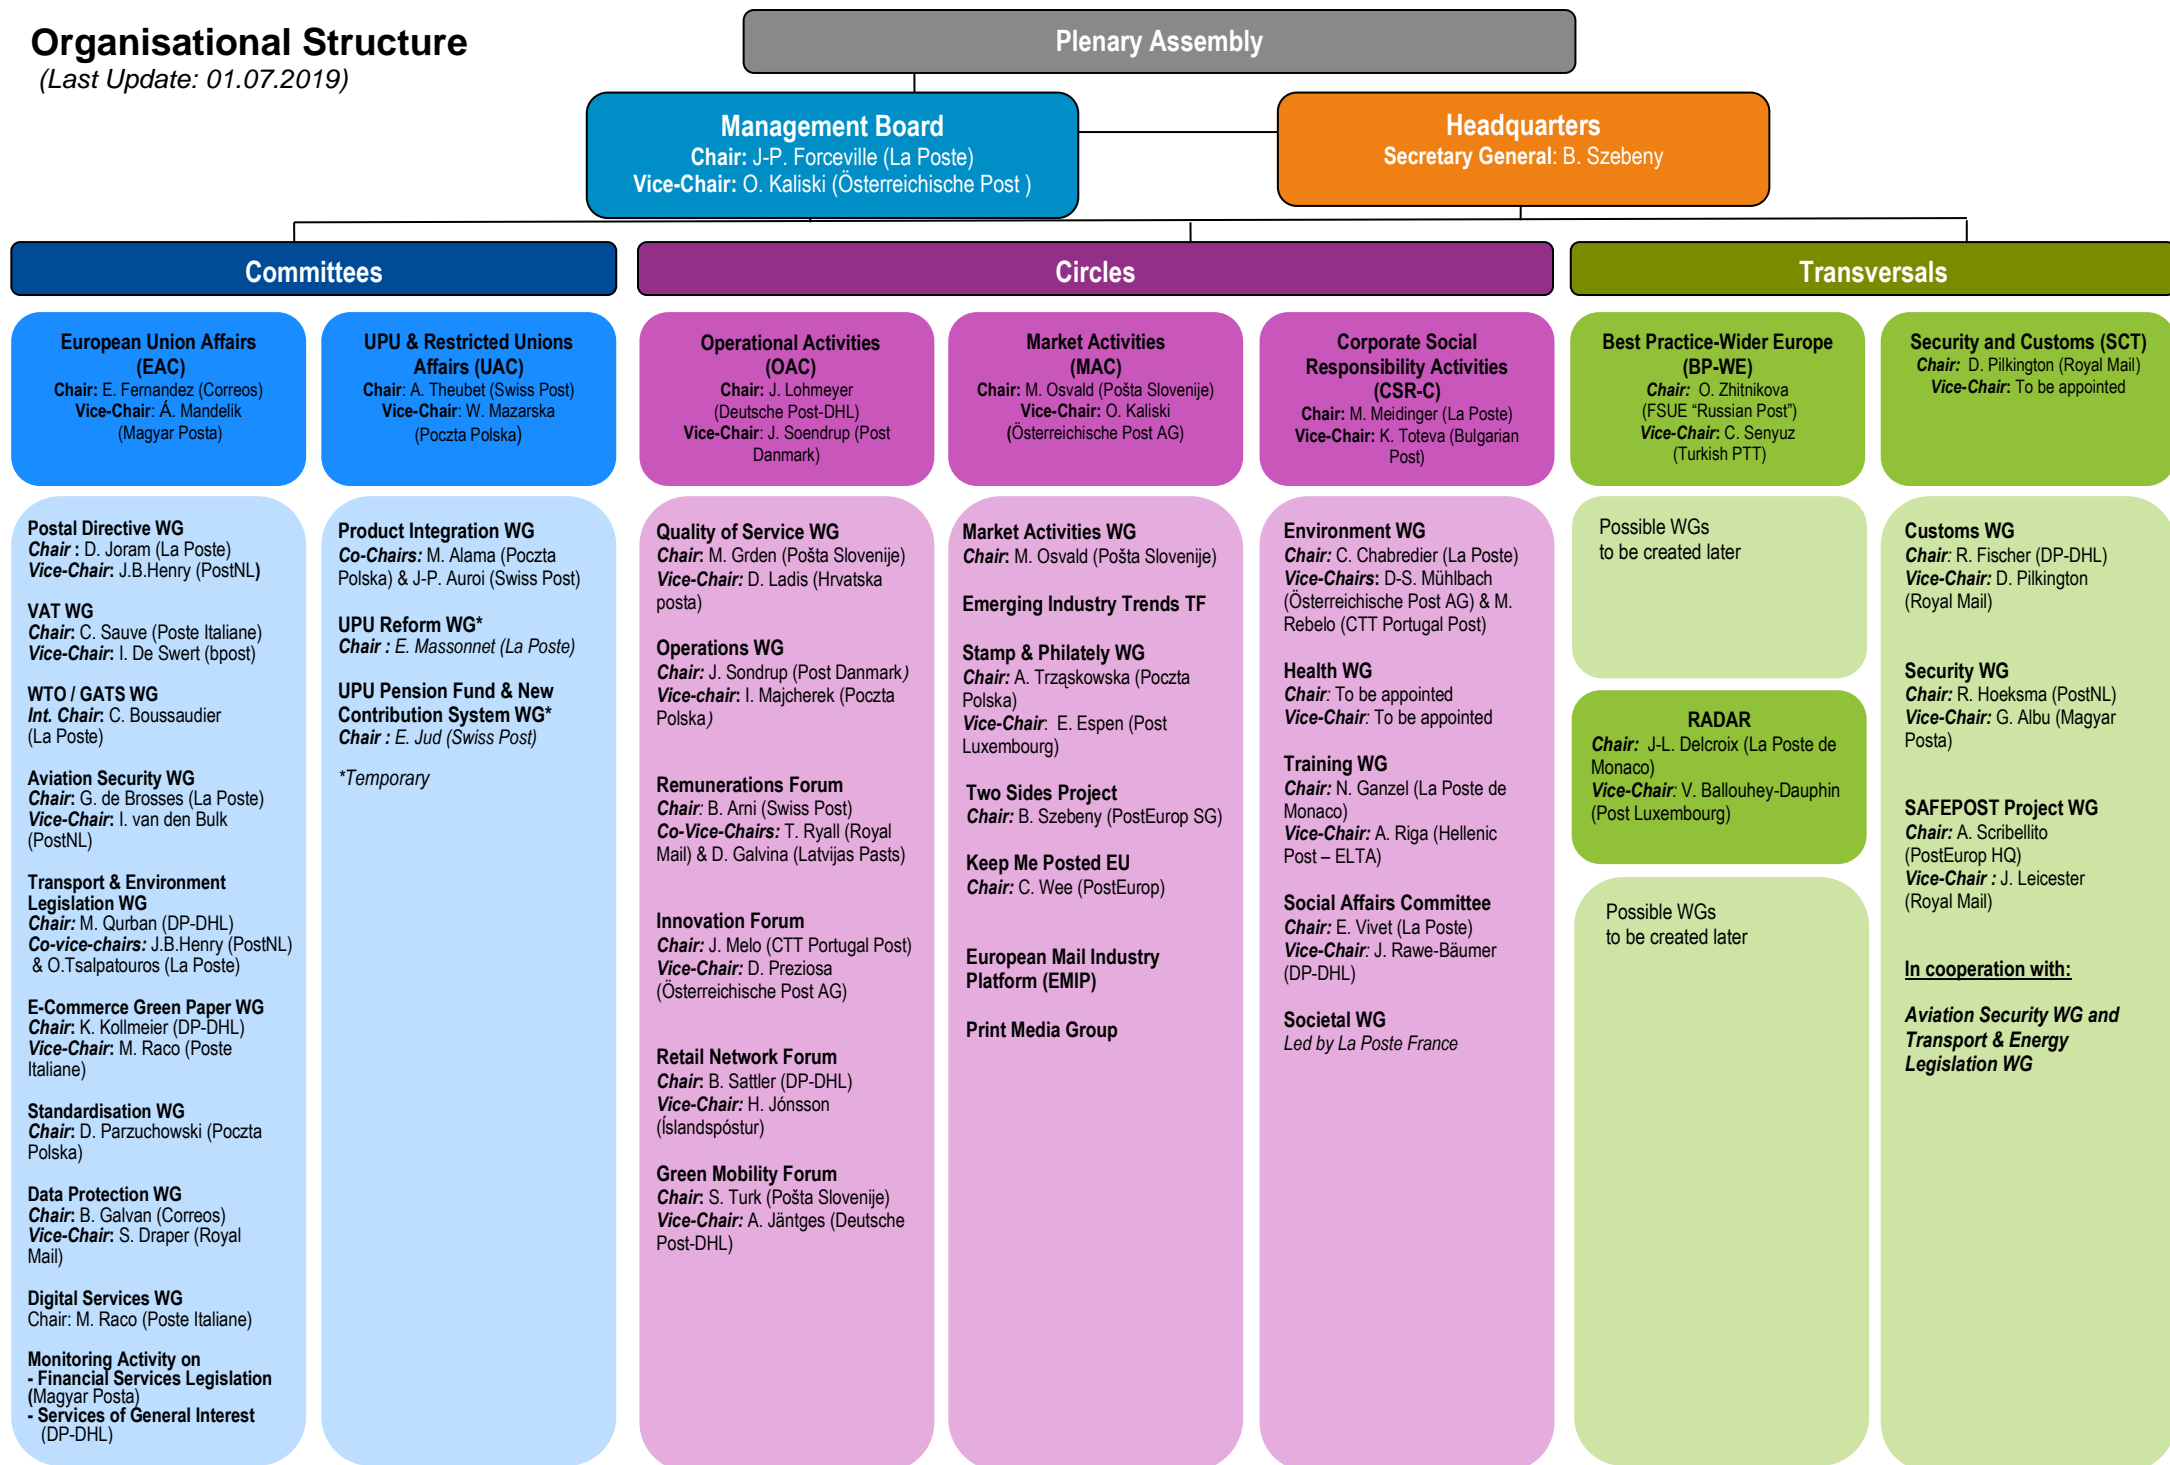 Organisational Structure
(Last Update: 01.07.2019)
Plenary Assembly
Management Board
Chair: J-P. Forceville (La Poste)
Vice-Chair: O. Kaliski (Österreichische Post )
Headquarters
Secretary General: B. Szebeny
Committees
Circles
Transversals
European Union Affairs
(EAC)
Chair: E. Fernandez (Correos)
Vice-Chair: Á. Mandelik
(Magyar Posta)
UPU & Restricted Unions
Affairs (UAC)
Chair: A. Theubet (Swiss Post)
Vice-Chair: W. Mazarska
(Poczta Polska)
Operational Activities
(OAC)
Chair: J. Lohmeyer
(Deutsche Post-DHL)
Vice-Chair: J. Soendrup (Post
Danmark)
Market Activities
(MAC)
Chair: M. Osvald (Pošta Slovenije)
Vice-Chair: O. Kaliski
(Österreichische Post AG)
Corporate Social
Responsibility Activities
(CSR-C)
Chair: M. Meidinger (La Poste)
Vice-Chair: K. Toteva (Bulgarian
Post)
Best Practice-Wider Europe
(BP-WE)
Chair: O. Zhitnikova
(FSUE “Russian Post”)
Vice-Chair: C. Senyuz
(Turkish PTT)
Security and Customs (SCT)
Chair: D. Pilkington (Royal Mail)
Vice-Chair: To be appointed
Postal Directive WG
Chair : D. Joram (La Poste)
Vice-Chair: J.B.Henry (PostNL)
VAT WG
Chair: C. Sauve (Poste Italiane)
Vice-Chair: I. De Swert (bpost)
WTO / GATS WG
Int. Chair: C. Boussaudier
(La Poste)
Aviation Security WG
Chair: G. de Brosses (La Poste)
Vice-Chair: I. van den Bulk
(PostNL)
Transport & Environment
Legislation WG
Chair: M. Qurban (DP-DHL)
Co-vice-chairs: J.B.Henry (PostNL)
& O.Tsalpatouros (La Poste)
E-Commerce Green Paper WG
Chair: K. Kollmeier (DP-DHL)
Vice-Chair: M. Raco (Poste
Italiane)
Standardisation WG
Chair: D. Parzuchowski (Poczta
Polska)
Data Protection WG
Chair: B. Galvan (Correos)
Vice-Chair: S. Draper (Royal
Mail)
Digital Services WG
Chair: M. Raco (Poste Italiane)
Monitoring Activity on
- Financial Services Legislation
(Magyar Posta)
- Services of General Interest
(DP-DHL)
Product Integration WG
Co-Chairs: M. Alama (Poczta
Polska) & J-P. Auroi (Swiss Post)
UPU Reform WG*
Chair : E. Massonnet (La Poste)
UPU Pension Fund & New
Contribution System WG*
Chair : E. Jud (Swiss Post)
*Temporary
Quality of Service WG
Chair: M. Grden (Pošta Slovenije)
Vice-Chair: D. Ladis (Hrvatska
posta)
Operations WG
Chair: J. Sondrup (Post Danmark)
Vice-chair: I. Majcherek (Poczta
Polska)
Remunerations Forum
Chair: B. Arni (Swiss Post)
Co-Vice-Chairs: T. Ryall (Royal
Mail) & D. Galvina (Latvijas Pasts)
Innovation Forum
Chair: J. Melo (CTT Portugal Post)
Vice-Chair: D. Preziosa
(Österreichische Post AG)
Retail Network Forum
Chair: B. Sattler (DP-DHL)
Vice-Chair: H. Jónsson
(Íslandspóstur)
Green Mobility Forum
Chair: S. Turk (Pošta Slovenije)
Vice-Chair: A. Jäntges (Deutsche
Post-DHL)
Market Activities WG
Chair: M. Osvald (Pošta Slovenije)
Emerging Industry Trends TF
Stamp & Philately WG
Chair: A. Trząskowska (Poczta
Polska)
Vice-Chair: E. Espen (Post
Luxembourg)
Two Sides Project
Chair: B. Szebeny (PostEurop SG)
Keep Me Posted EU
Chair: C. Wee (PostEurop)
European Mail Industry
Platform (EMIP)
Print Media Group
Environment WG
Chair: C. Chabredier (La Poste)
Vice-Chairs: D-S. Mühlbach
(Österreichische Post AG) & M.
Rebelo (CTT Portugal Post)
Health WG
Chair: To be appointed
Vice-Chair: To be appointed
Training WG
Chair: N. Ganzel (La Poste de
Monaco)
Vice-Chair: A. Riga (Hellenic
Post – ELTA)
Social Affairs Committee
Chair: E. Vivet (La Poste)
Vice-Chair: J. Rawe-Bäumer
(DP-DHL)
Societal WG
Led by La Poste France
Possible WGs
to be created later
RADAR
Chair: J-L. Delcroix (La Poste de
Monaco)
Vice-Chair: V. Ballouhey-Dauphin
(Post Luxembourg)
Possible WGs
to be created later
Customs WG
Chair: R. Fischer (DP-DHL)
Vice-Chair: D. Pilkington
(Royal Mail)
Security WG
Chair: R. Hoeksma (PostNL)
Vice-Chair: G. Albu (Magyar
Posta)
SAFEPOST Project WG
Chair: A. Scribellito
(PostEurop HQ)
Vice-Chair : J. Leicester
(Royal Mail)
In cooperation with:
Aviation Security WG and
Transport & Energy
Legislation WG